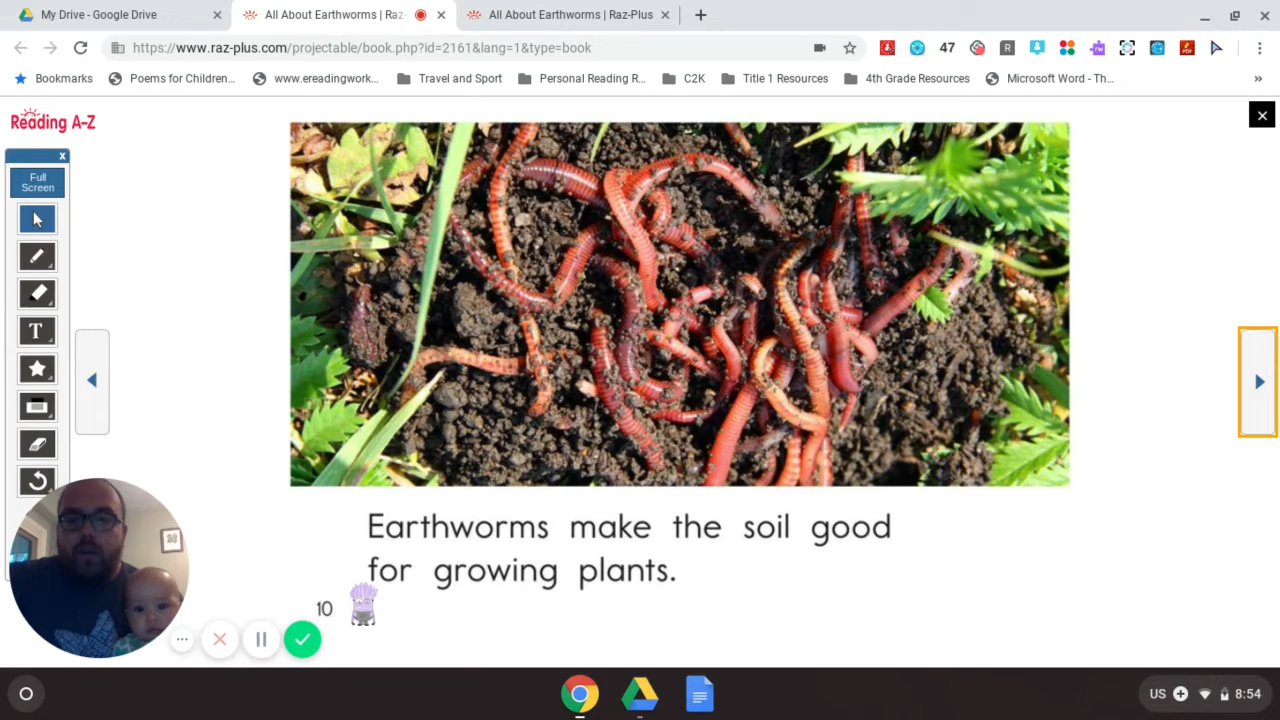 My Drive - Google Drive
All About Earthworms | Raz-
All About Earthworms | Raz-Plus
https://www.raz-plus.com/projectable/book.php?id=2161&lang=1&type=book
47
R
rw
PDF
Bookmarks
Poems for Children...
www.ereadingwork...
Travel and Sport
Personal Reading R...
C2K
Title 1 Resources
4th Grade Resources
Microsoft Word - Th...
»
Reading A-Z
x
Full
Screen
T
Earthworms make the soil good
for growing plants.
10
US
8:54